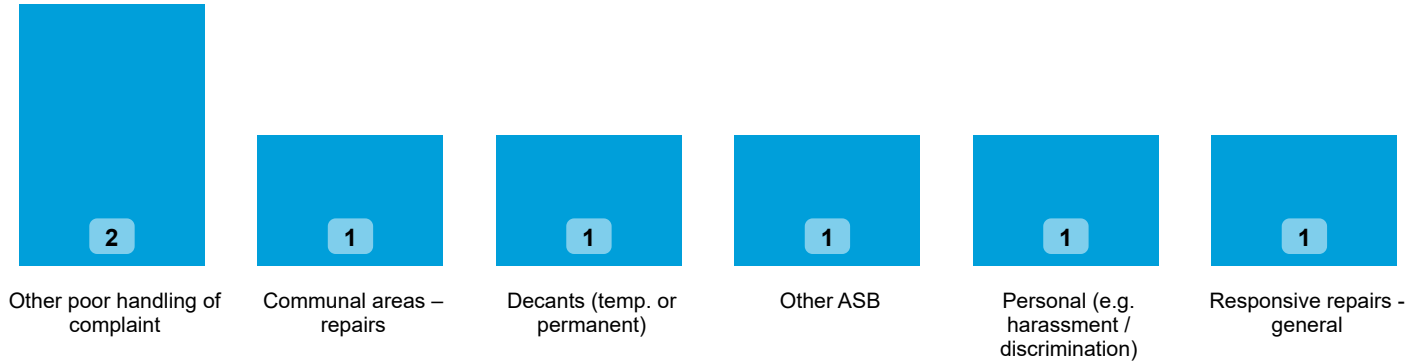 2
1
1
1
1
1
Other poor handling of
complaint
Communal areas –
repairs
Decants (temp. or
permanent)
Other ASB
Personal (e.g.
harassment /
discrimination)
Responsive repairs -
general